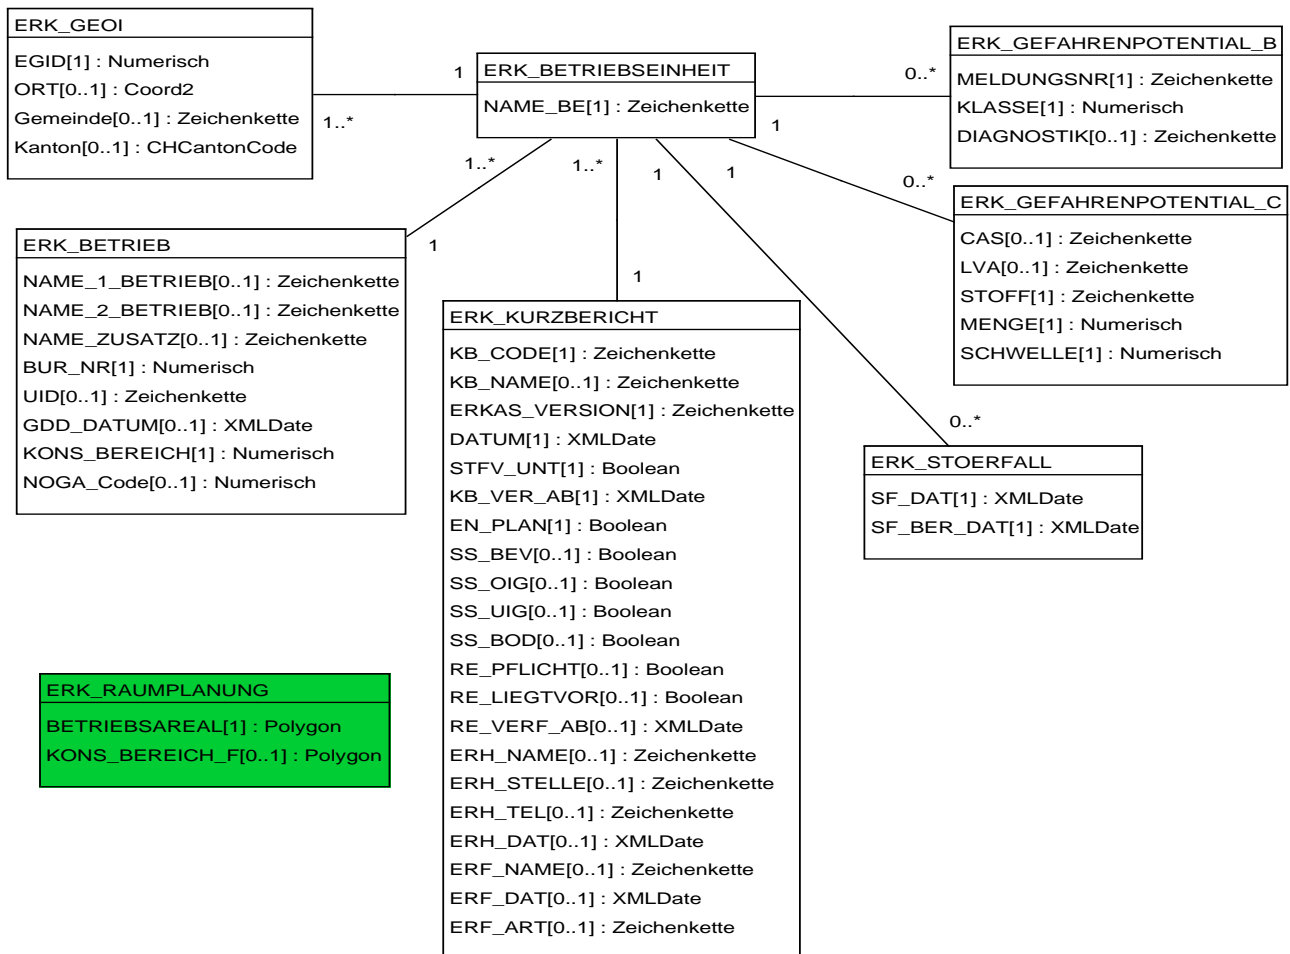 ERK_GEOI
EGID[1] : Numerisch
ORT[0..1] : Coord2
Gemeinde[0..1] : Zeichenkette
Kanton[0..1] : CHCantonCode
1
1..*
ERK_BETRIEBSEINHEIT
NAME_BE[1] : Zeichenkette
0..*
1
ERK_GEFAHRENPOTENTIAL_B
MELDUNGSNR[1] : Zeichenkette
KLASSE[1] : Numerisch
DIAGNOSTIK[0..1] : Zeichenkette
1..*
1..*
1
1
0..*
ERK_GEFAHRENPOTENTIAL_C
CAS[0..1] : Zeichenkette
LVA[0..1] : Zeichenkette
STOFF[1] : Zeichenkette
MENGE[1] : Numerisch
SCHWELLE[1] : Numerisch
ERK_BETRIEB
NAME_1_BETRIEB[0..1] : Zeichenkette
NAME_2_BETRIEB[0..1] : Zeichenkette
NAME_ZUSATZ[0..1] : Zeichenkette
BUR_NR[1] : Numerisch
UID[0..1] : Zeichenkette
GDD_DATUM[0..1] : XMLDate
KONS_BEREICH[1] : Numerisch
NOGA_Code[0..1] : Numerisch
1
1
ERK_KURZBERICHT
KB_CODE[1] : Zeichenkette
KB_NAME[0..1] : Zeichenkette
ERKAS_VERSION[1] : Zeichenkette
DATUM[1] : XMLDate
STFV_UNT[1] : Boolean
KB_VER_AB[1] : XMLDate
EN_PLAN[1] : Boolean
SS_BEV[0..1] : Boolean
SS_OIG[0..1] : Boolean
SS_UIG[0..1] : Boolean
SS_BOD[0..1] : Boolean
RE_PFLICHT[0..1] : Boolean
RE_LIEGTVOR[0..1] : Boolean
RE_VERF_AB[0..1] : XMLDate
ERH_NAME[0..1] : Zeichenkette
ERH_STELLE[0..1] : Zeichenkette
ERH_TEL[0..1] : Zeichenkette
ERH_DAT[0..1] : XMLDate
ERF_NAME[0..1] : Zeichenkette
ERF_DAT[0..1] : XMLDate
ERF_ART[0..1] : Zeichenkette
0..*
ERK_STOERFALL
SF_DAT[1] : XMLDate
SF_BER_DAT[1] : XMLDate
ERK_RAUMPLANUNG
BETRIEBSAREAL[1] : Polygon
KONS_BEREICH_F[0..1] : Polygon